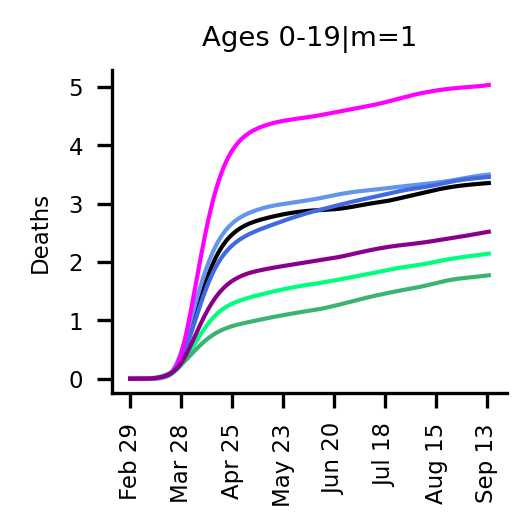 Ages 0-19|m=1
Deaths
5
4
3
2
1
0
Feb 29
Mar 28
Apr 25
May 23
Jun 20
Jul 18
Aug 15
Sep 13